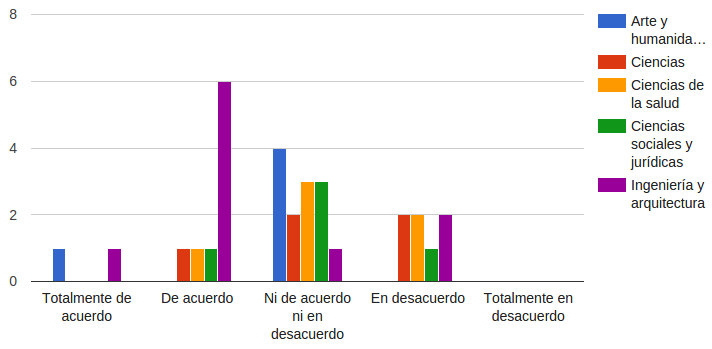 8
6
4
2
0
Totalmente de
acuerdo
De acuerdo
Ni de acuerdo
ni en
desacuerdo
En desacuerdo
Totalmente en
desacuerdo
Arte y
humanida…
Ciencias
Ciencias de
la salud
Ciencias
sociales y
jurídicas
Ingeniería y
arquitectura